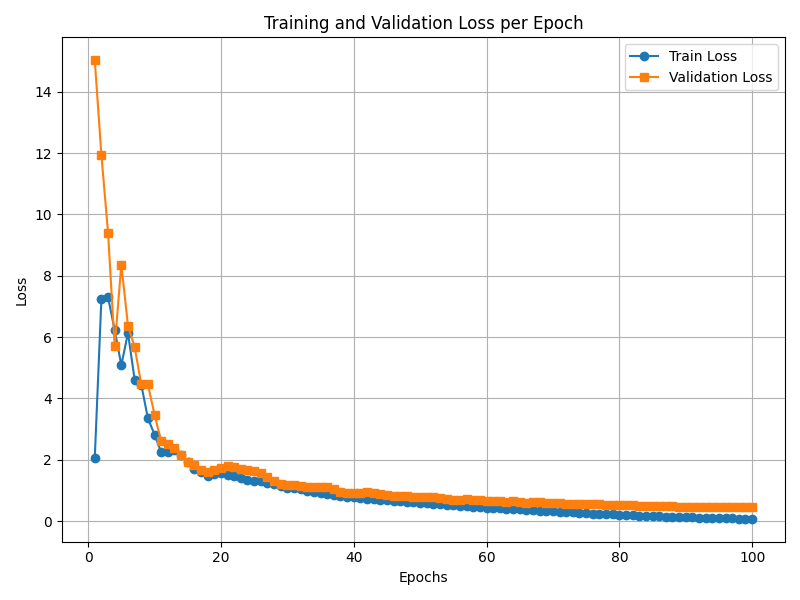 Training and Validation Loss per Epoch
Train Loss
Validation Loss
14
12
10
8
6
4
2
0
Loss
0 20 40 60 80 100
Epochs